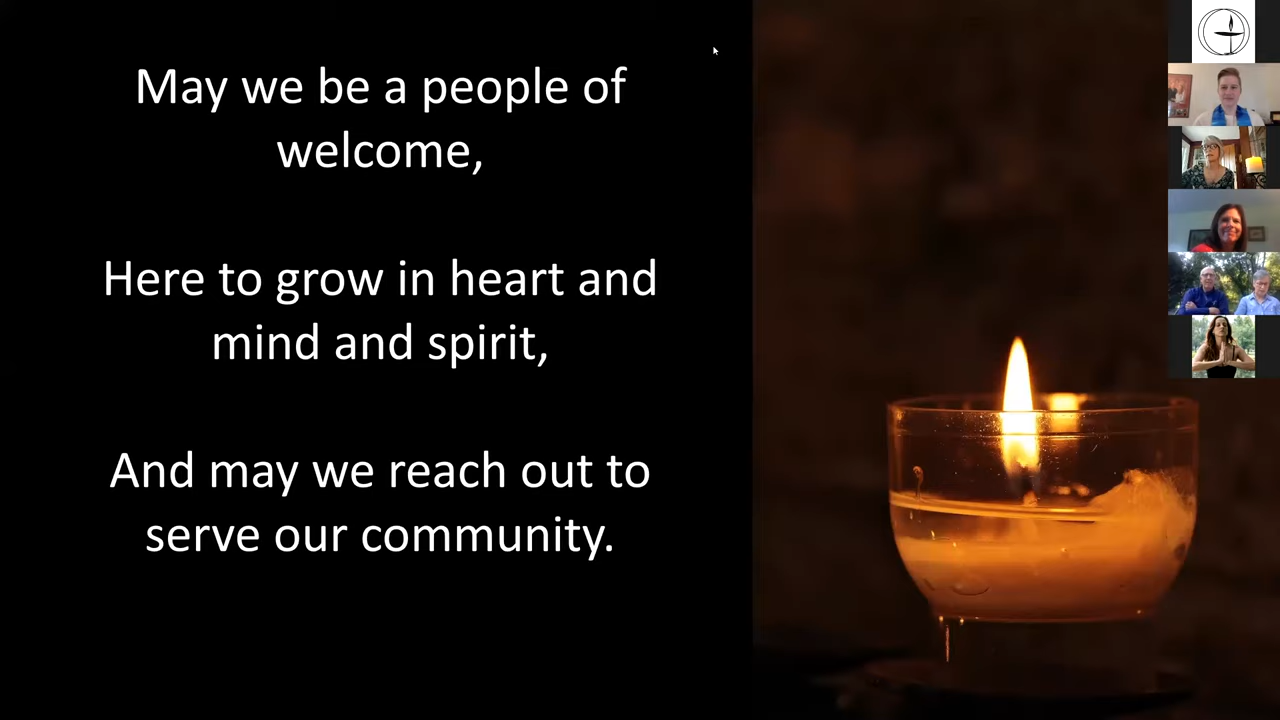 May we be a people of
welcome,
Here to grow in heart and
mind and spirit,
And may we reach out to
serve our community.